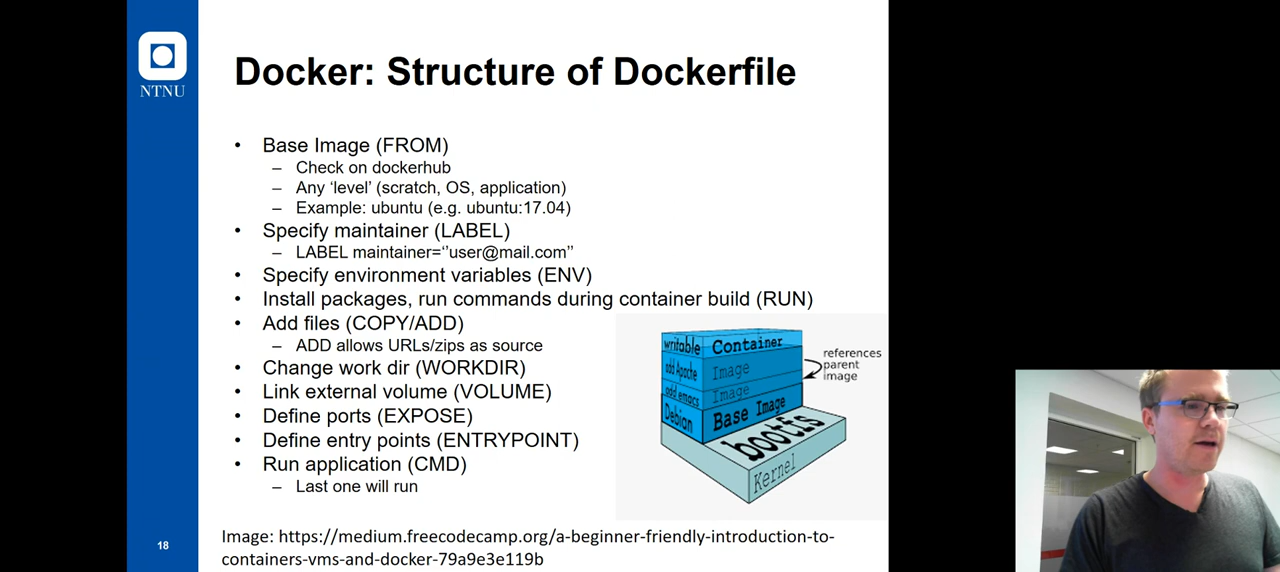 NTNU
Docker: Structure of Dockerfile
• Base Image (FROM)
– Check on dockerhub
– Any ‘level’ (scratch, OS, application)
– Example: ubuntu (e.g. ubuntu:17.04)
• Specify maintainer (LABEL)
– LABEL maintainer=‘’user@mail.com’’
• Specify environment variables (ENV)
• Install packages, run commands during container build (RUN)
• Add files (COPY/ADD)
– ADD allows URLs/zips as source
• Change work dir (WORKDIR)
• Link external volume (VOLUME)
• Define ports (EXPOSE)
• Define entry points (ENTRYPOINT)
• Run application (CMD)
– Last one will run
writable Container
add Apache Image
add emacs Image
Debian Base Image
bootfs
Kernel
references
parent
image
Image: https://medium.freecodecamp.org/a-beginner-friendly-introduction-to-
containers-vms-and-docker-79a9e3e119b
18